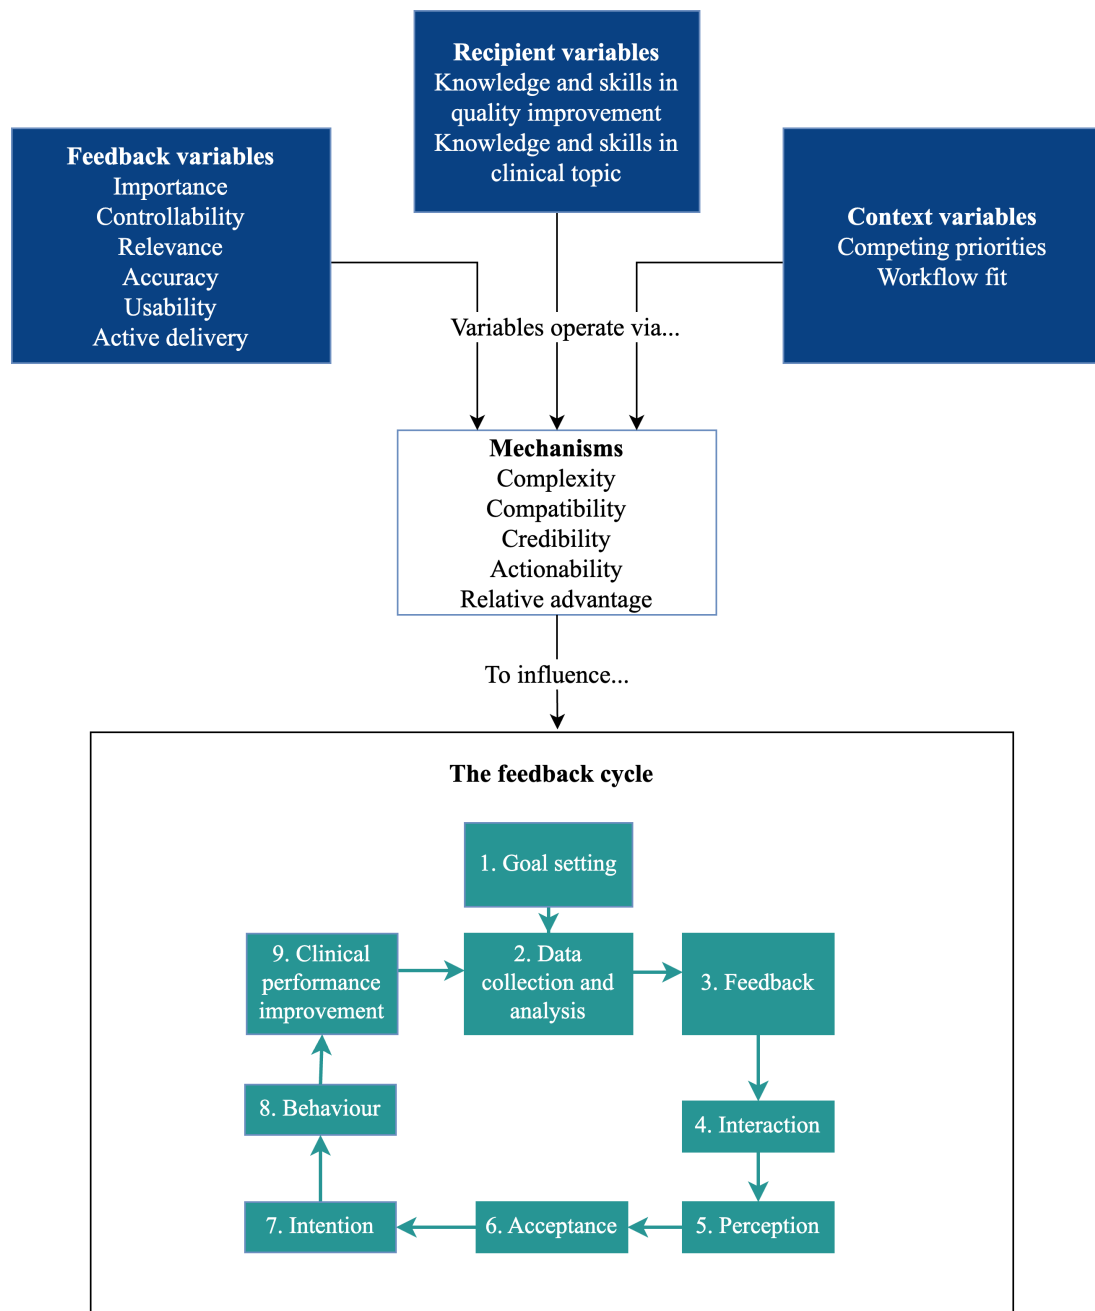 Recipient variables
Knowledge and skills in
quality improvement
Knowledge and skills in
clinical topic
Feedback variables
Importance
Controllability
Relevance
Accuracy
Usability
Active delivery
Context variables
Competing priorities
Workflow fit
Variables operate via...
Mechanisms
Complexity
Compatibility
Credibility
Actionability
Relative advantage
To influence...
The feedback cycle
1. Goal setting
2. Data
collection and
analysis
3. Feedback
4. Interaction
5. Perception
6. Acceptance
7. Intention
8. Behaviour
9. Clinical
performance
improvement